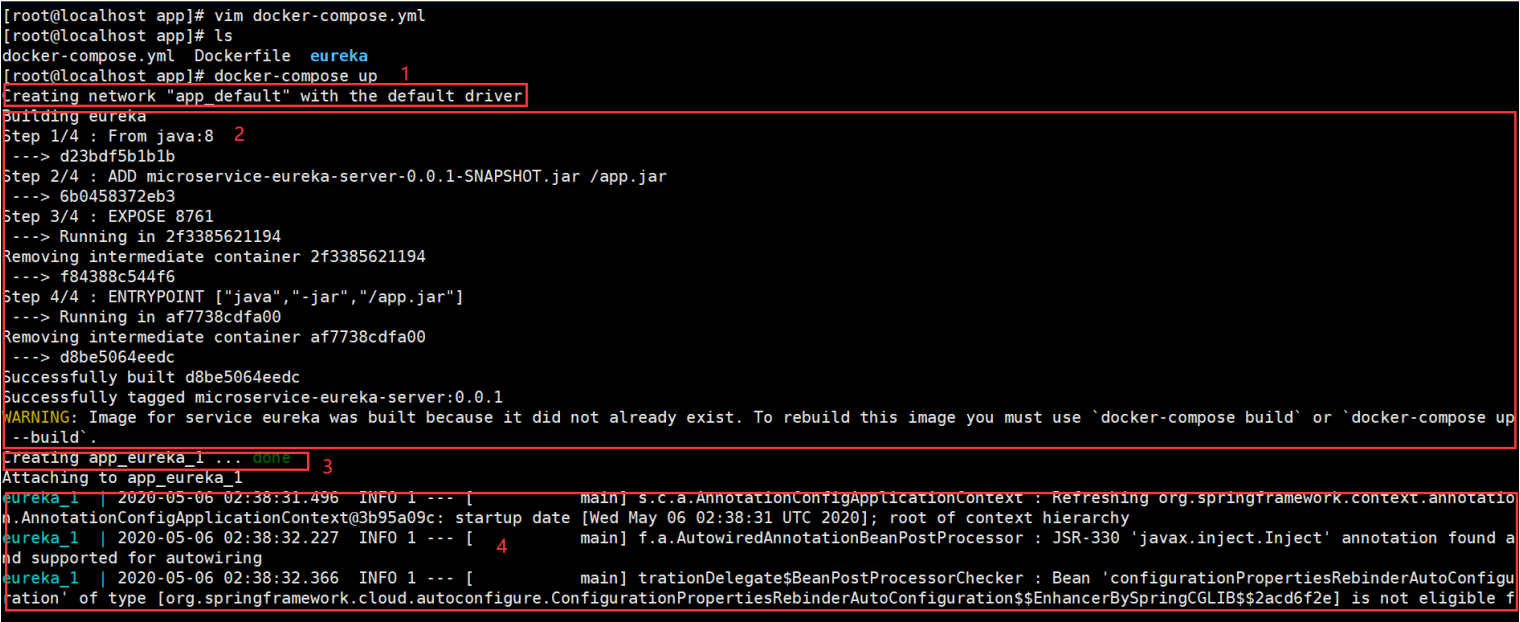 [root@localhost app]# vim docker-compose.yml
[root@localhost app]# ls
docker-compose.yml  Dockerfile  eureka
[root@localhost app]# docker-compose up 1
Creating network "app_default" with the default driver
Building eureka
Step 1/4 : From java:8 2
---> d23bdf5b1b1b
Step 2/4 : ADD microservice-eureka-server-0.0.1-SNAPSHOT.jar /app.jar
---> 6b0458372eb3
Step 3/4 : EXPOSE 8761
---> Running in 2f3385621194
Removing intermediate container 2f3385621194
---> f84388c544f6
Step 4/4 : ENTRYPOINT ["java","-jar","/app.jar"]
---> Running in af7738cdfa00
Removing intermediate container af7738cdfa00
---> d8be5064eedc
Successfully built d8be5064eedc
Successfully tagged microservice-eureka-server:0.0.1
WARNING: Image for service eureka was built because it did not already exist. To rebuild this image you must use `docker-compose build` or `docker-compose up
--build`.
Creating app_eureka_1 ... done 3
Attaching to app_eureka_1
eureka_1  | 2020-05-06 02:38:31.496  INFO 1 --- [           main] s.c.a.AnnotationConfigApplicationContext : Refreshing org.springframework.context.annotatio
n.AnnotationConfigApplicationContext@3b95a09c: startup date [Wed May 06 02:38:31 UTC 2020]; root of context hierarchy
eureka_1  | 2020-05-06 02:38:32.227  INFO 1 --- [ 4         main] f.a.AutowiredAnnotationBeanPostProcessor : JSR-330 'javax.inject.Inject' annotation found a
nd supported for autowiring
eureka_1  | 2020-05-06 02:38:32.366  INFO 1 --- [           main] trationDelegate$BeanPostProcessorChecker : Bean 'configurationPropertiesRebinderAutoConfigu
ration' of type [org.springframework.cloud.autoconfigure.ConfigurationPropertiesRebinderAutoConfiguration$$EnhancerBySpringCGLIB$$2acd6f2e] is not eligible f